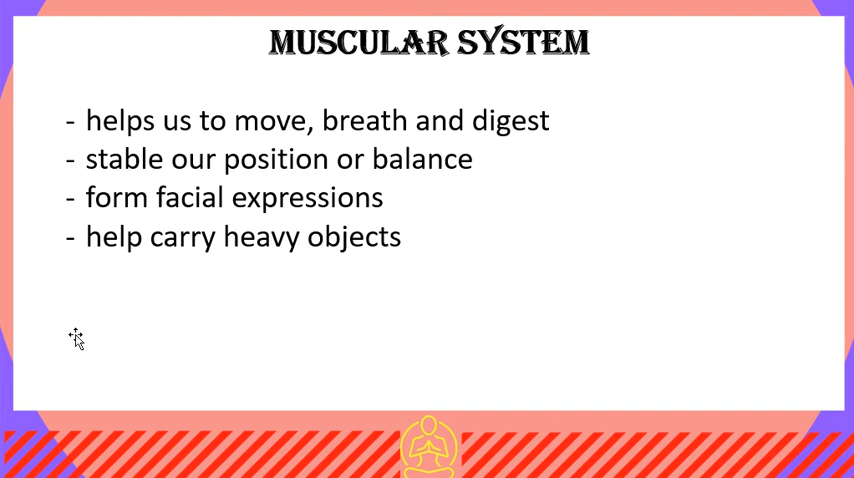 MUSCULAR SYSTEM
- helps us to move, breath and digest
- stable our position or balance
- form facial expressions
- help carry heavy objects